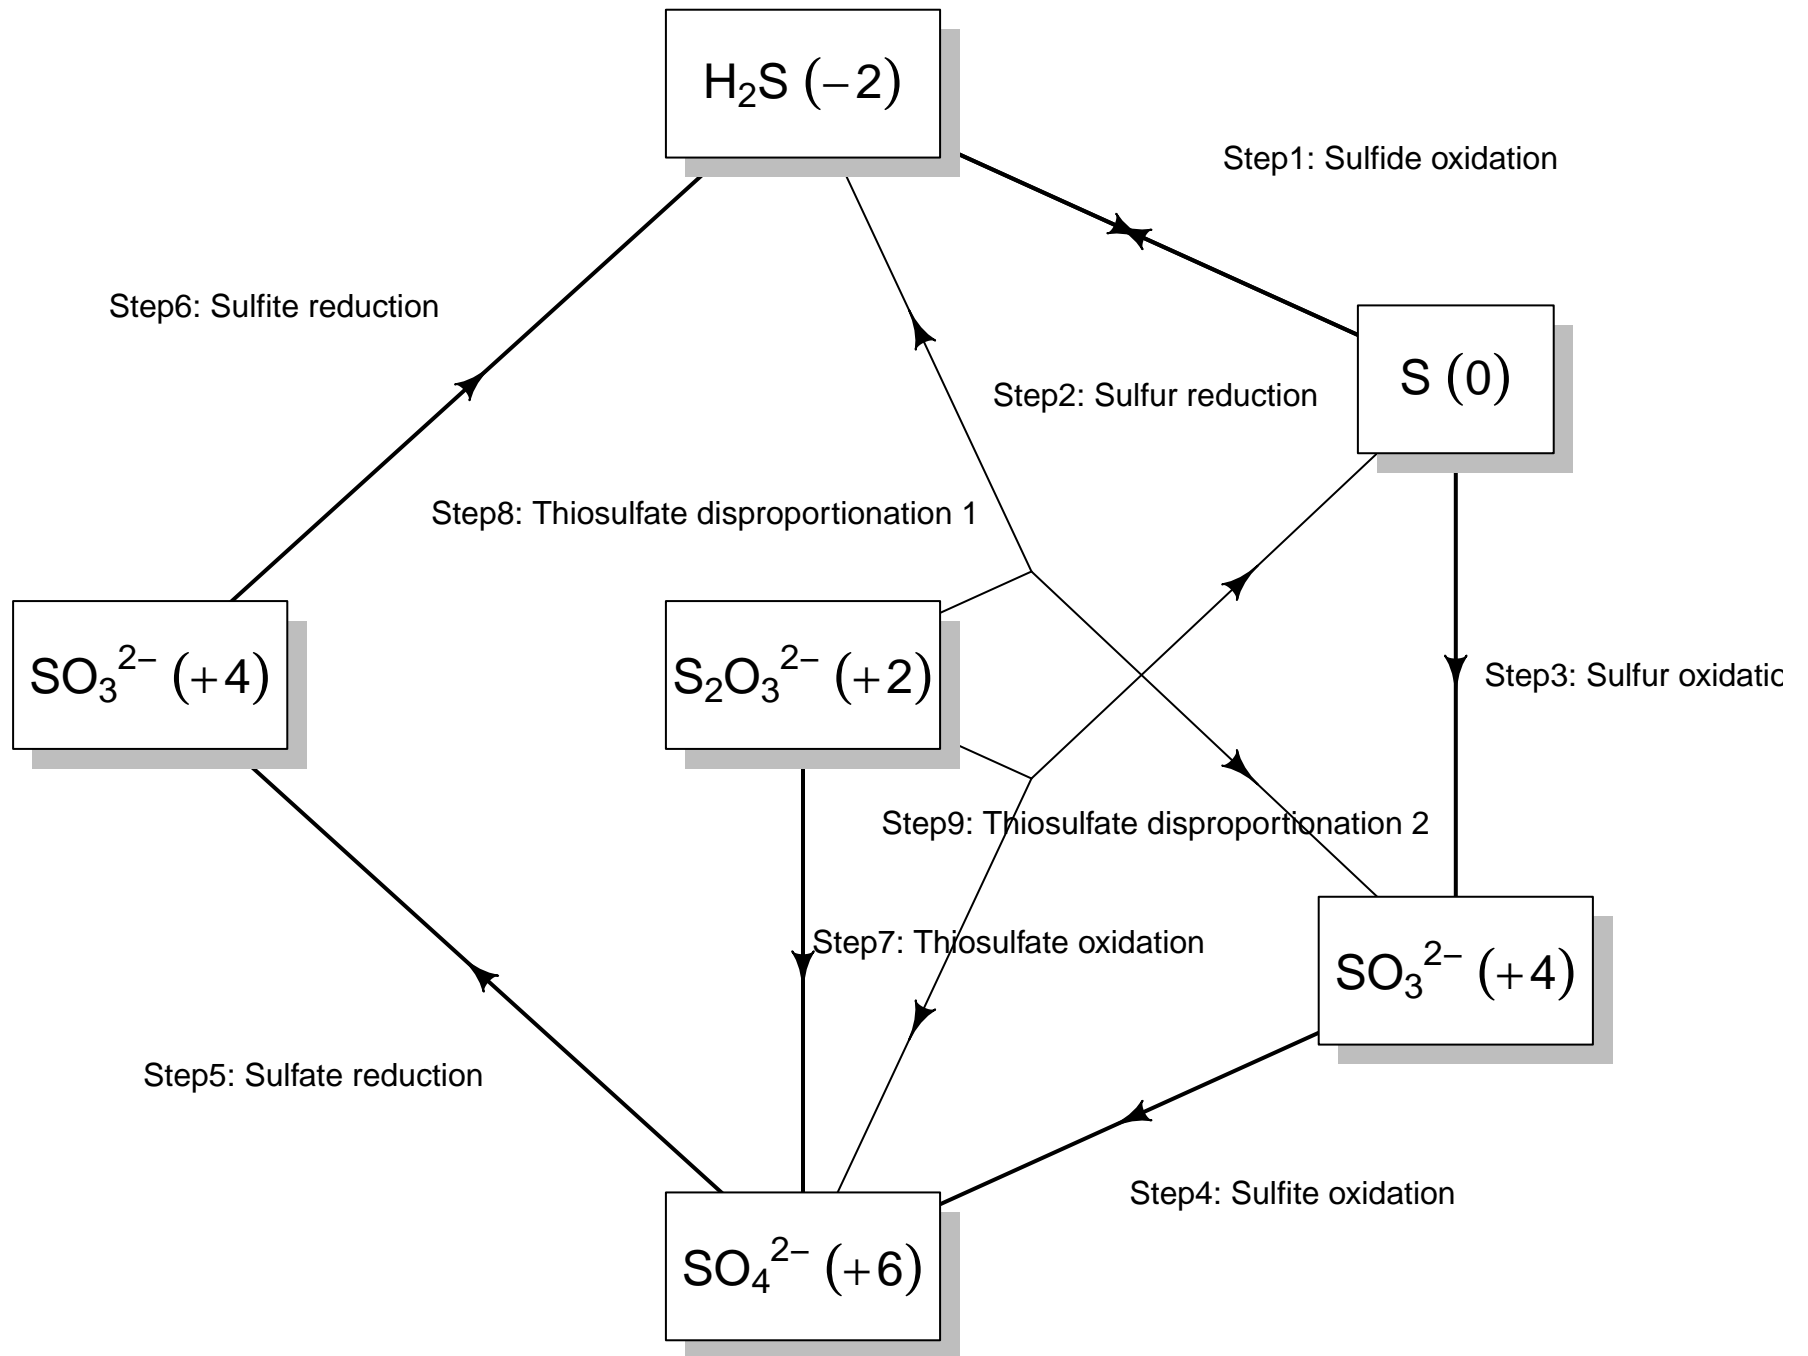 H₂S (−2)
Step1: Sulfide oxidation
Step6: Sulfite reduction
S (0)
Step2: Sulfur reduction
Step8: Thiosulfate disproportionation 1
SO₃²⁻ (+4)
S₂O₃²⁻ (+2)
Step3: Sulfur oxidatic
Step9: Thiosulfate disproportionation 2
Step7: Thiosulfate oxidation
SO₃²⁻ (+4)
Step5: Sulfate reduction
Step4: Sulfite oxidation
SO₄²⁻ (+6)